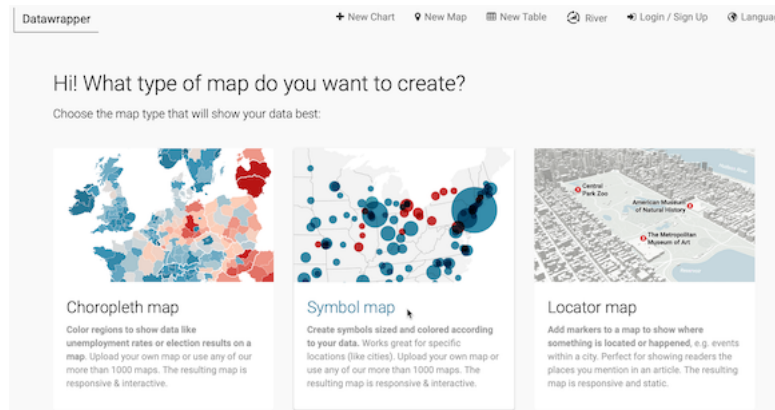 Datawrapper
New Chart
New Map
New Table
River
Login / Sign Up
Langua
Hi! What type of map do you want to create?
Choose the map type that will show your data best:
Central
Park Zoo
American Museum
of Natural History
The Metropolitian
Museum of Art
Choropleth map
Color regions to show data like
unemployment rates or election results on a
map. Upload your own map or use any of our
more than 1000 maps. The resulting map is
responsive & interactive.
Symbol map
Create symbols sized and colored according
to your data. Works great for specific
locations (like cities). Upload your own map or
use any of our more than 1000 maps. The
resulting map is responsive & interactive.
Locator map
Add markers to a map to show where
something is located or happened, e.g. events
within a city. Perfect for showing readers the
places you mention in an article. The resulting
map is responsive and static.